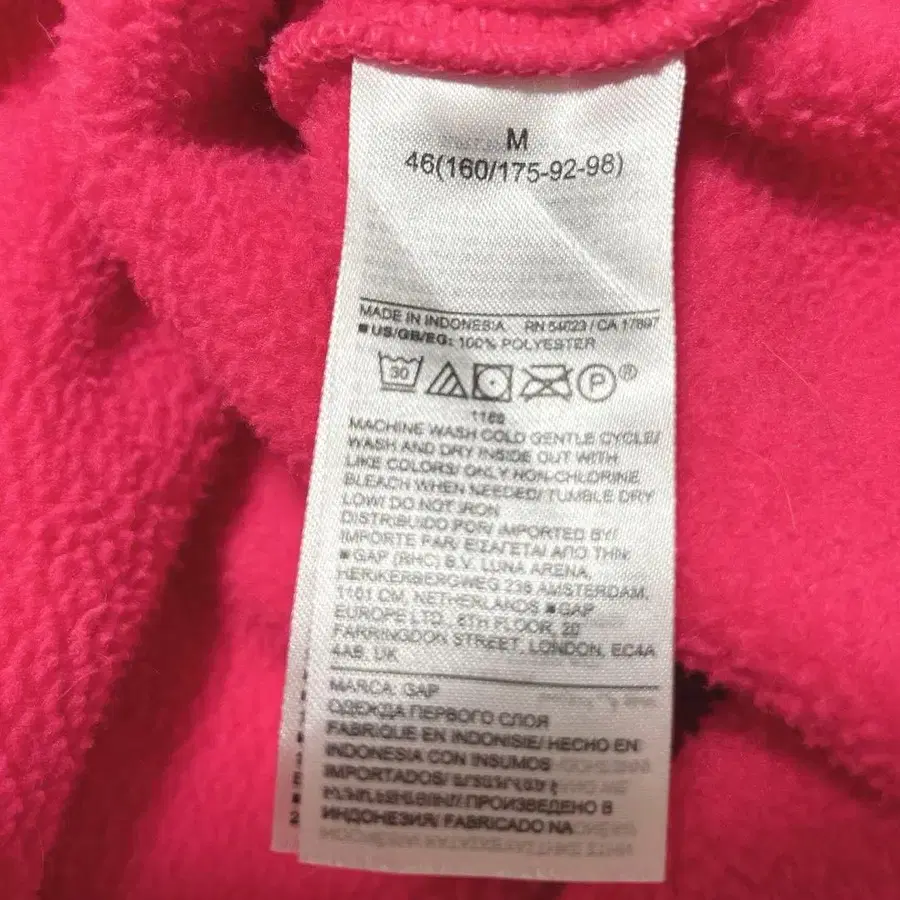 M
46(160/175-92-98)
MADE IN INDONESIA RN 54023 / CA 17897
■ US/GB/EG: 100% POLYESTER
30 P ®
MACHINE WASH COLD GENTLE CYCLE/
WASH AND DRY INSIDE OUT WITH
LIKE COLORS/ ONLY NON-CHLORINE
BLEACH WHEN NEEDED/ TUMBLE DRY
LOW/ DO NOT IRON
DISTRIBUIDO POR/ IMPORTED BY/
IMPORTE PAR/ ΕΙΣΑΓΕΤΑΙ ΑΠΟ ΤΗΝ:
■ GAP (RHC) B.V. LUNA ARENA,
HERIKERBERGWEG 238 AMSTERDAM,
1101 CM, NETHERLANDS ■ GAP
EUROPE LTD., 6TH FLOOR, 20
FARRINGDON STREET, LONDON, EC4A
4AB, UK
MARCA: GAP
ОДЕЖДА ПЕРВОГО СЛОЯ
FABRIQUE EN INDONISIE/ HECHO EN
INDONESIA CON INSUMOS
IMPORTADOS/
ПРОИЗВЕДЕНО В
ИНДОНЕЗИЯ/ FABRICADO NA